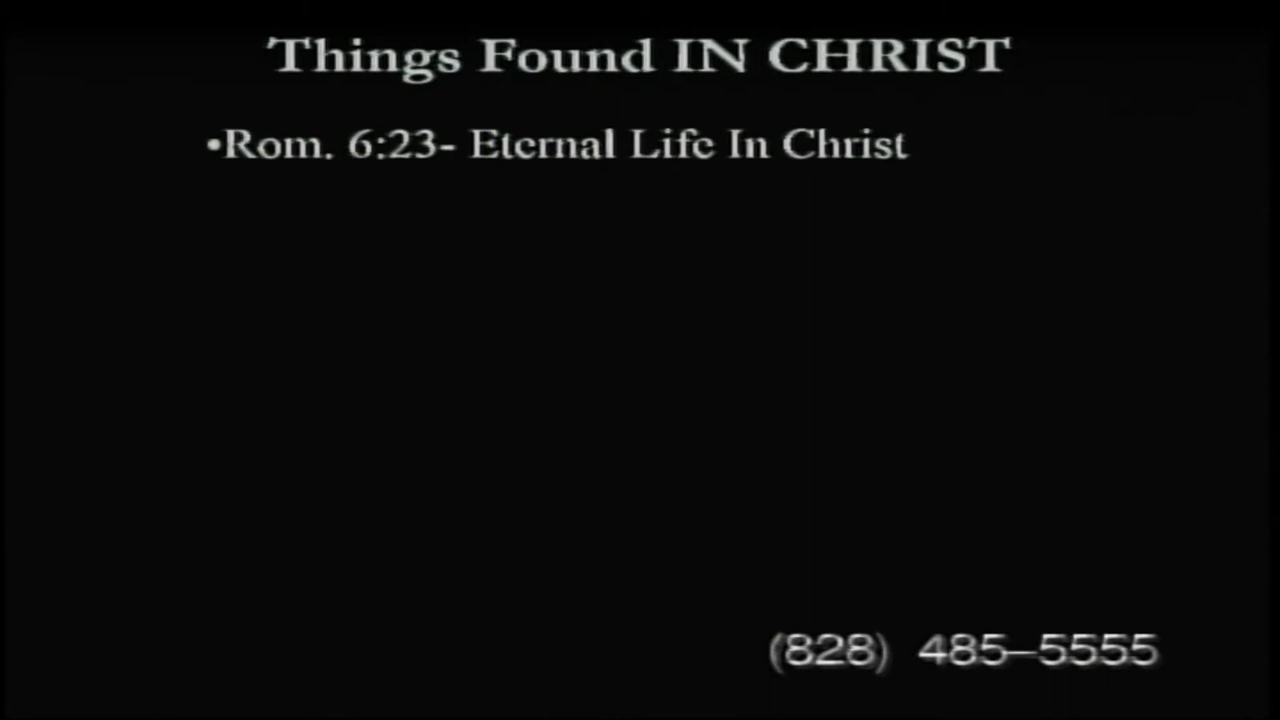 Things Found IN CHRIST
•Rom. 6:23- Eternal Life In Christ
(828) 485–5555